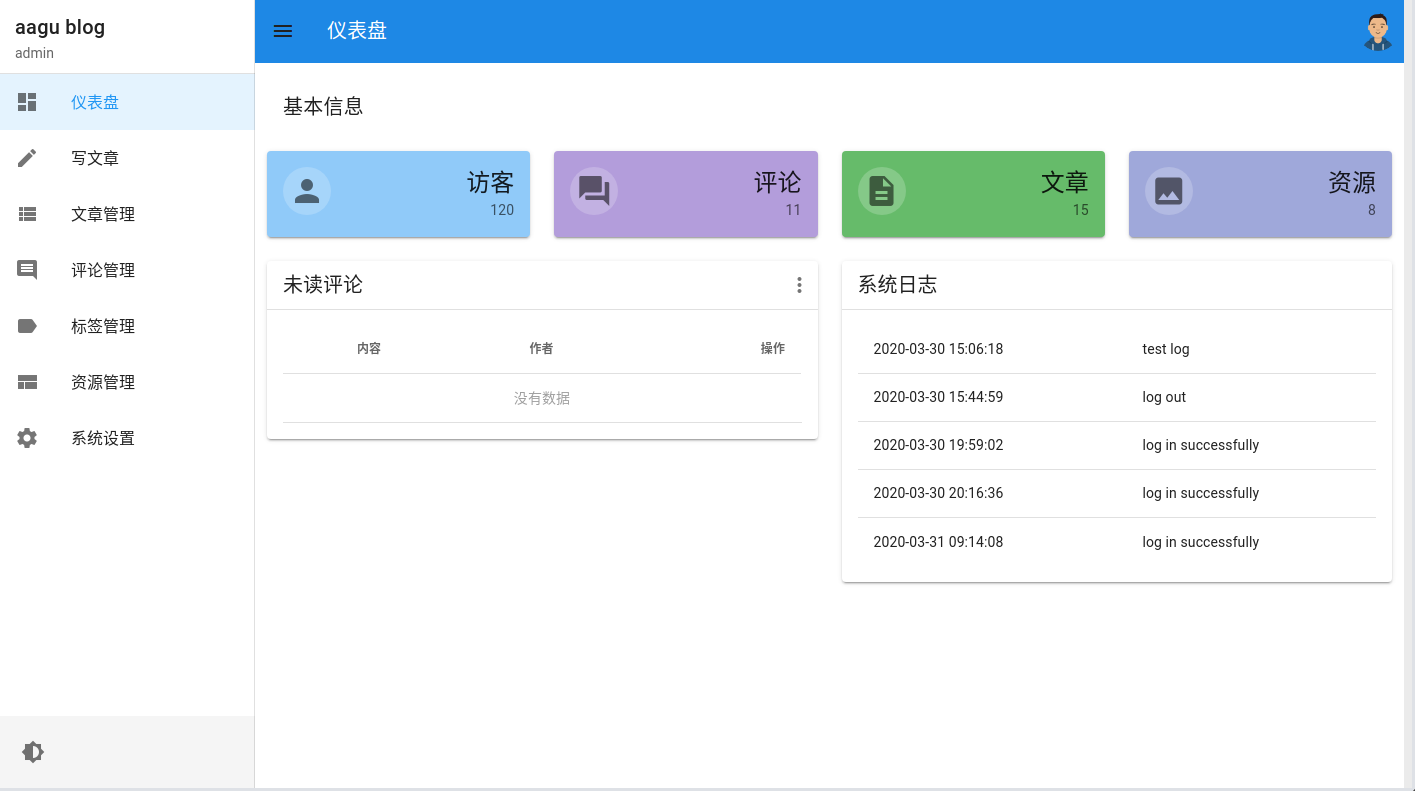 aagu blog
admin
仪表盘
写文章
文章管理
评论管理
标签管理
资源管理
系统设置
仪表盘
基本信息
访客
120
评论
11
文章
15
资源
8
未读评论
内容 作者 操作
没有数据
系统日志
2020-03-30 15:06:18 test log
2020-03-30 15:44:59 log out
2020-03-30 19:59:02 log in successfully
2020-03-30 20:16:36 log in successfully
2020-03-31 09:14:08 log in successfully